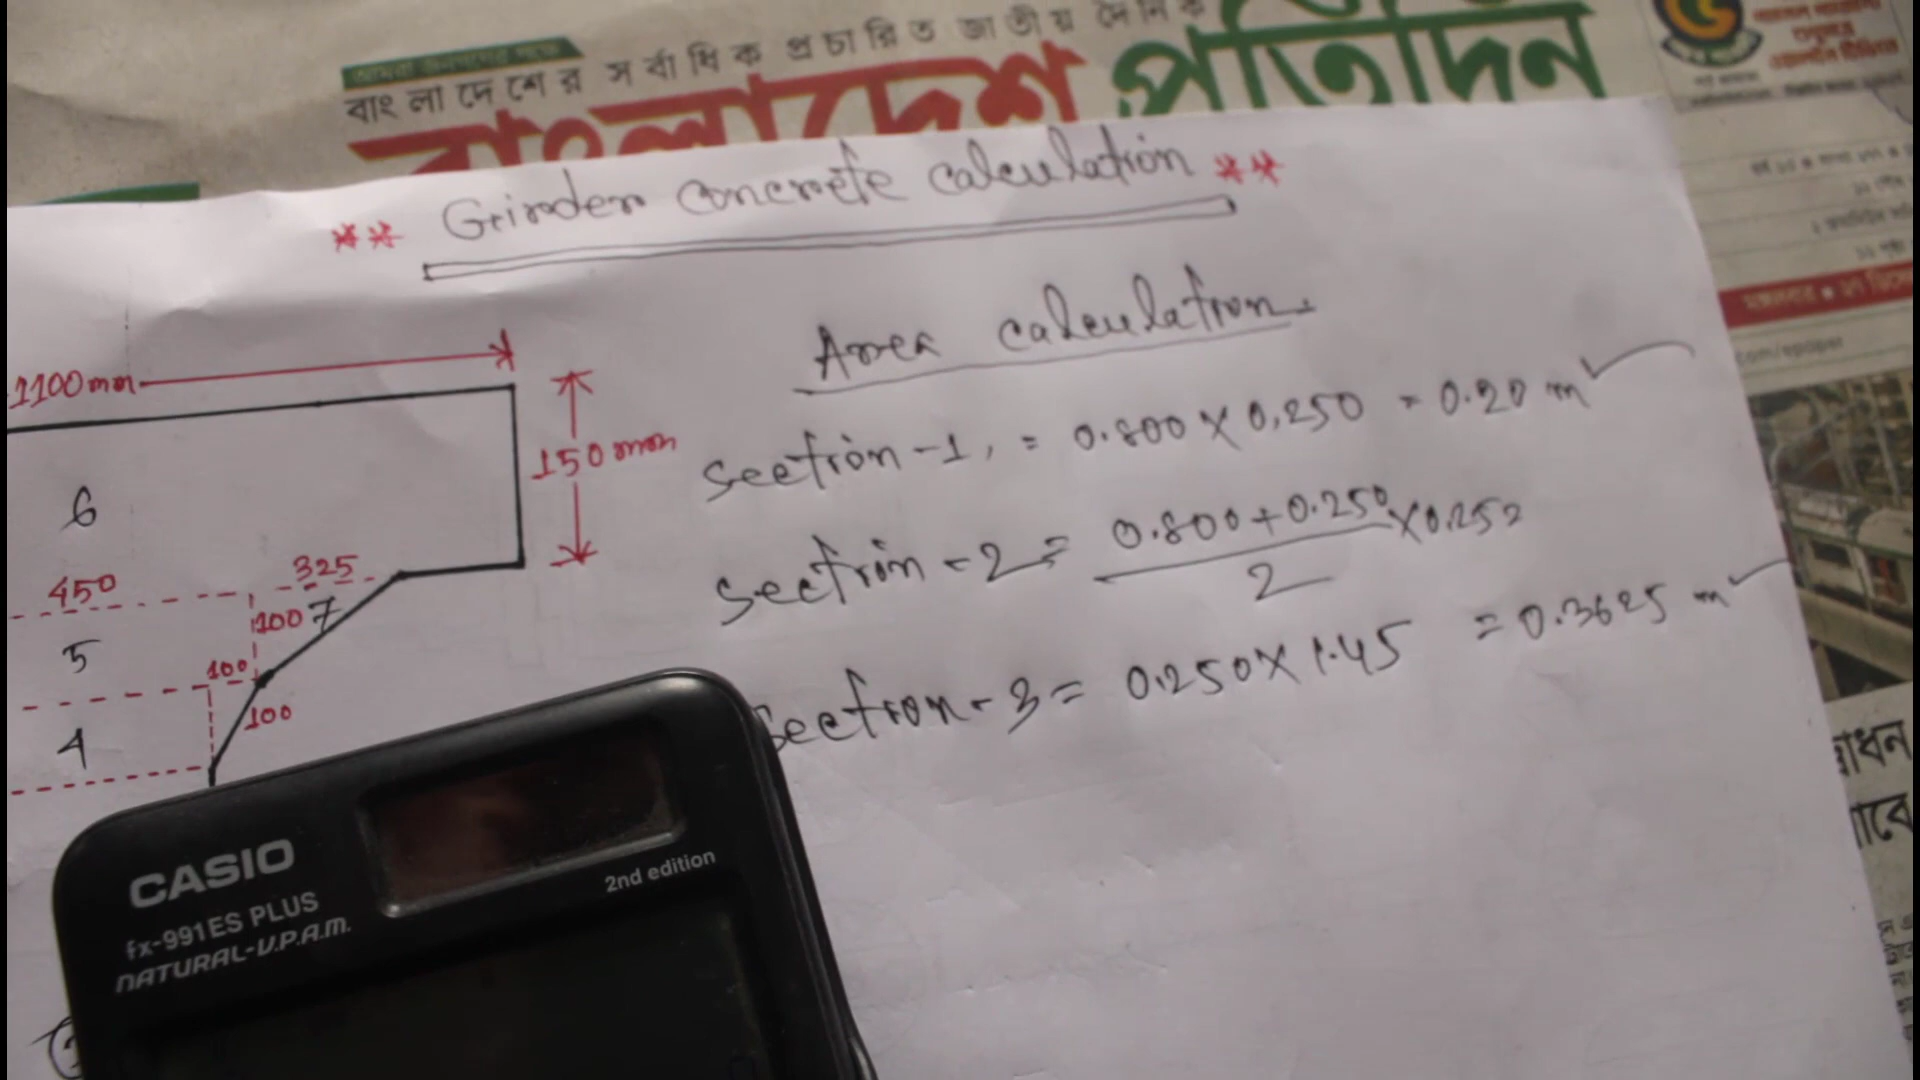 বাংলাদেশের সর্বাধিক প্রচারিত জাতীয় দৈনিক
বাংলাদেশ প্রতিদিন
** Girder concrete calculation **
Area calculation
1100mm
150 mm
6
450
325
100
7
5
100
100
4
Section-1, = 0.800 X 0.250 = 0.20 m
Section-2 = 0.800+0.250 X 0.250
2
Section-3 = 0.250 X 1.45 = 0.3625 m
CASIO
fx-991ES PLUS
NATURAL-V.P.A.M.
2nd edition